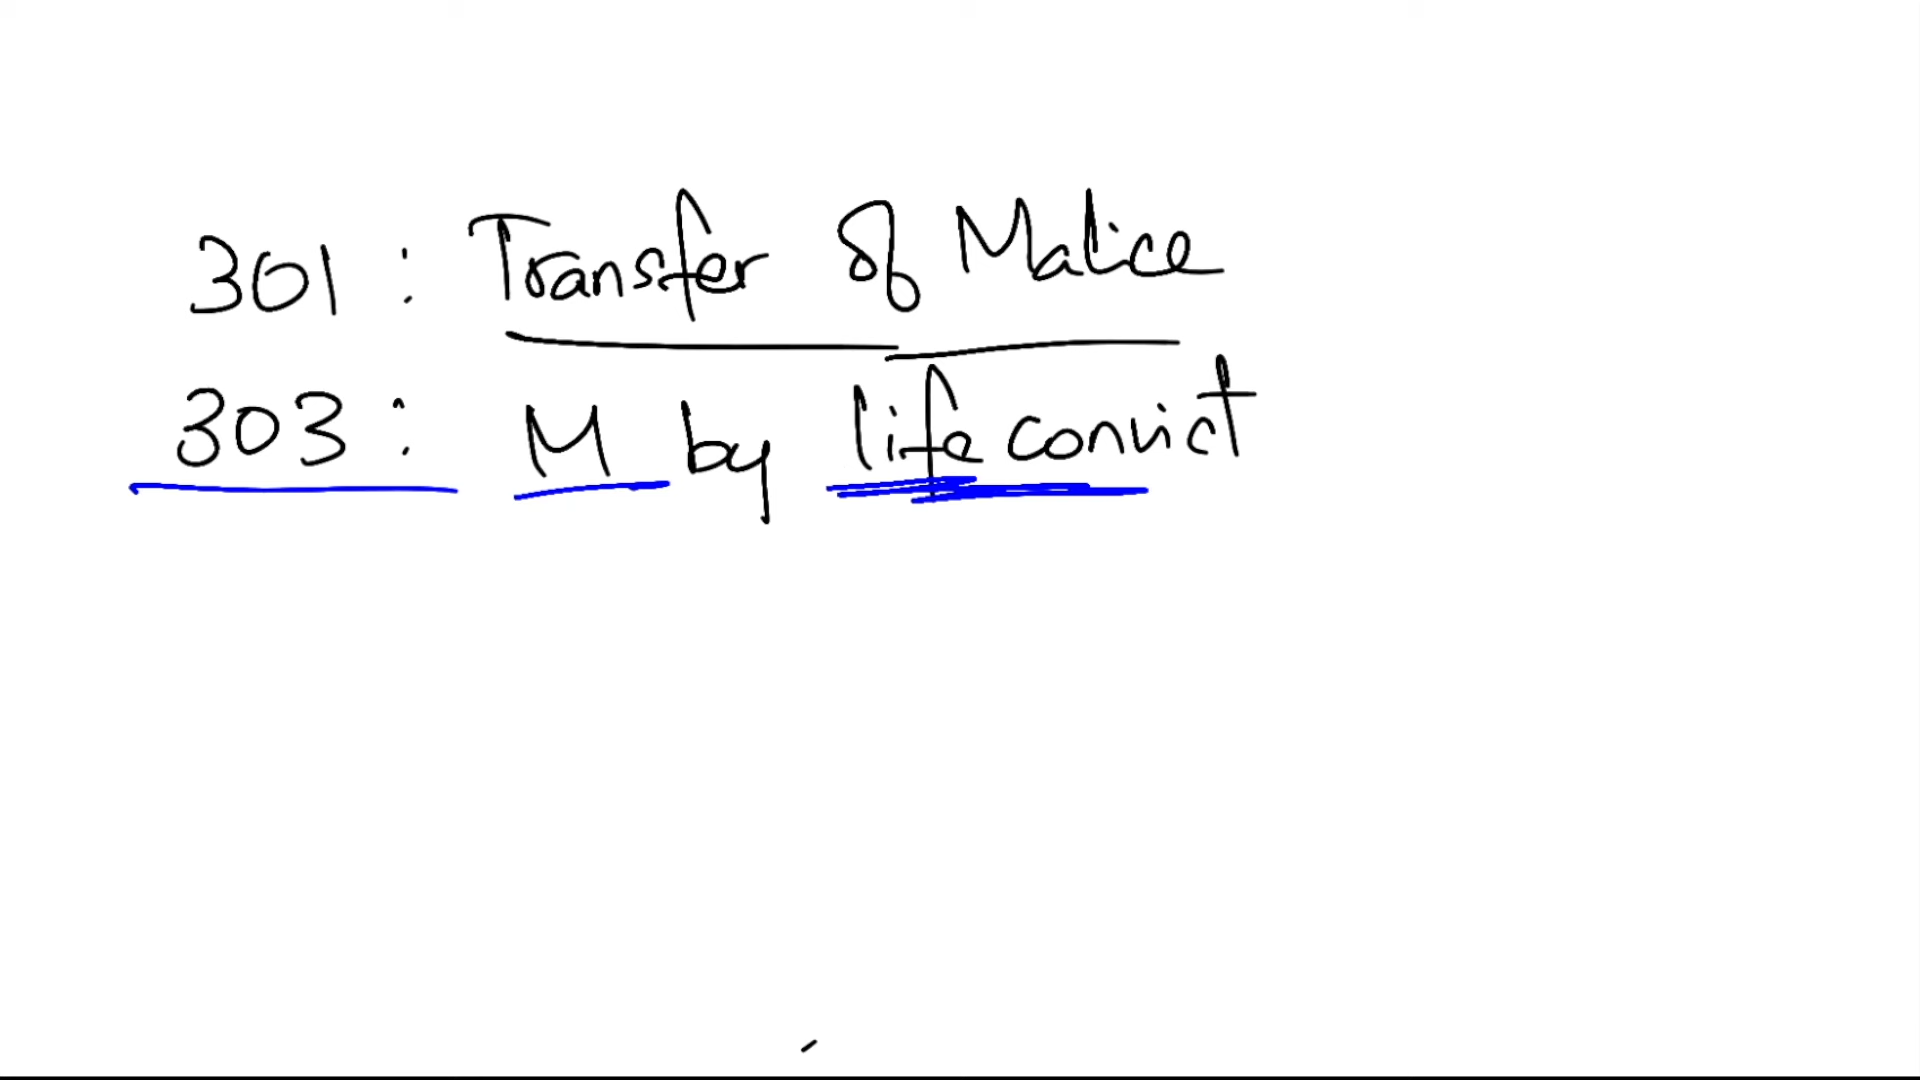 301 : Transfer of Malice
303 : M by life convict